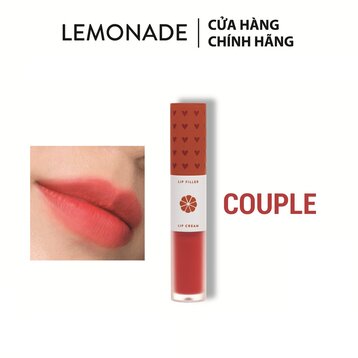 LEMONADE
CỬA HÀNG
CHÍNH HÃNG
LIP FILLER
LIP CREAM
COUPLE